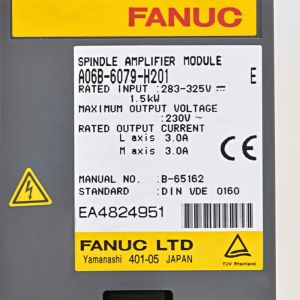 FANUC
SPINDLE AMPLIFIER MODULE
A06B-6079-H201 E
RATED INPUT :283-325V⎓
1.5kW
MAXIMUM OUTPUT VOLTAGE
:230V~
RATED OUTPUT CURRENT
L axis 3.0A
M axis 3.0A
MANUAL NO. :B-65162
STANDARD :DIN VDE 0160
EA4824951
FANUC LTD
Yamanashi 401-05 JAPAN
TÜV Rheinland